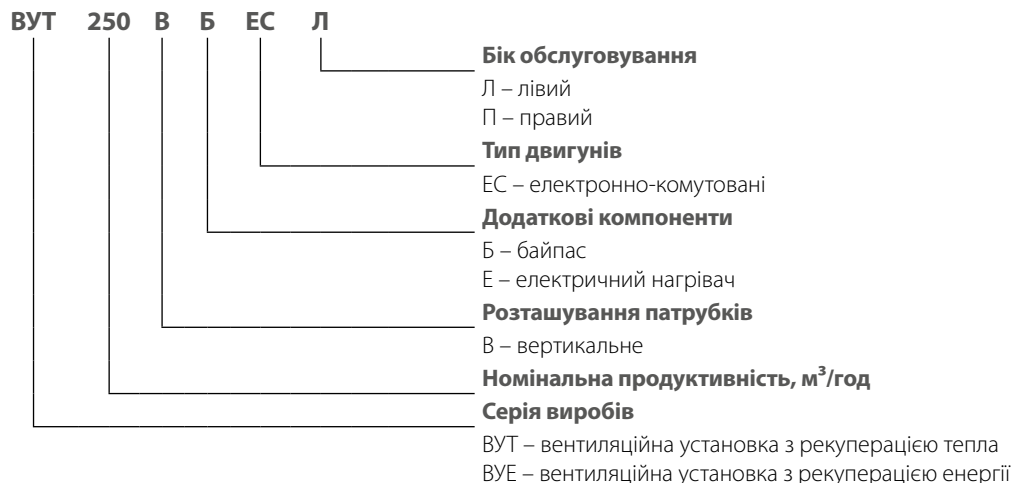 ВУТ 250 В Б ЕС Л
Бік обслуговування
Л – лівий
П – правий
Тип двигунів
ЕС – електронно-комутовані
Додаткові компоненти
Б – байпас
Е – електричний нагрівач
Розташування патрубків
В – вертикальне
Номінальна продуктивність, м³/год
Серія виробів
ВУТ – вентиляційна установка з рекуперацією тепла
ВУЕ – вентиляційна установка з рекуперацією енергії